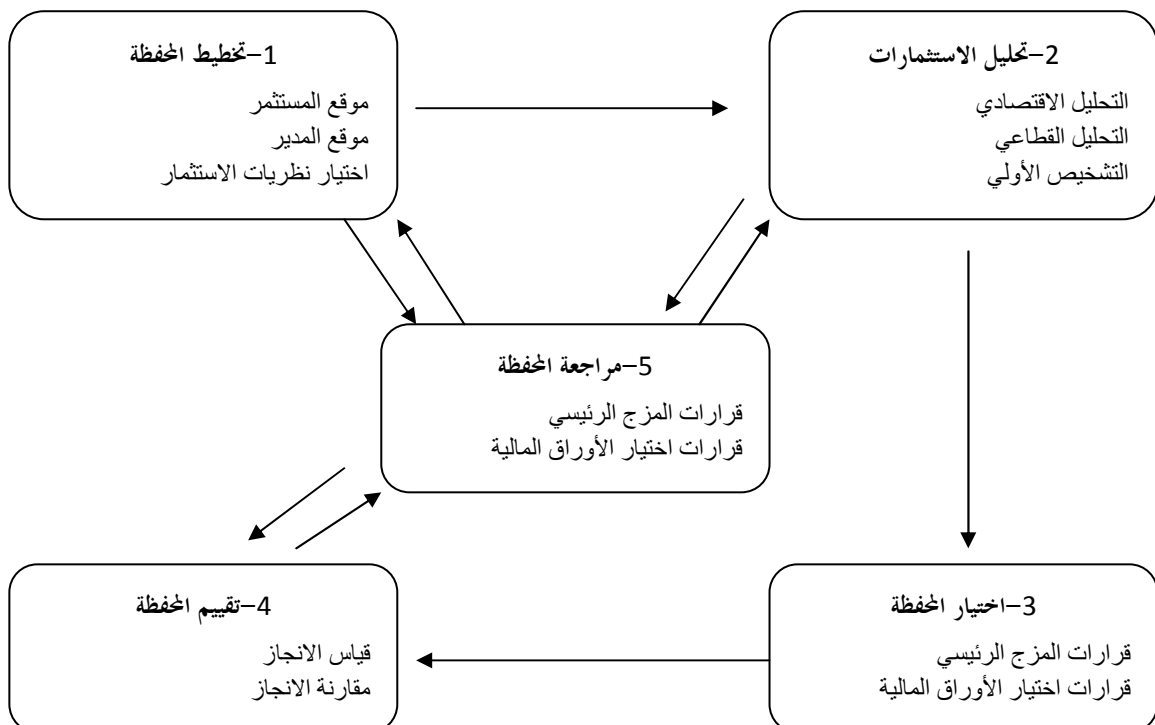 1-تخطيط المحفظة
موقع المستثمر
موقع المدير
اختيار نظريات الاستثمار
2-تحليل الاستثمارات
التحليل الاقتصادي
التحليل القطاعي
التشخيص الأولي
5-مراجعة المحفظة
قرارات المزج الرئيسي
قرارات اختيار الأوراق المالية
3-اختيار المحفظة
قرارات المزج الرئيسي
قرارات اختيار الأوراق المالية
4-تقييم المحفظة
قياس الانجاز
مقارنة الانجاز